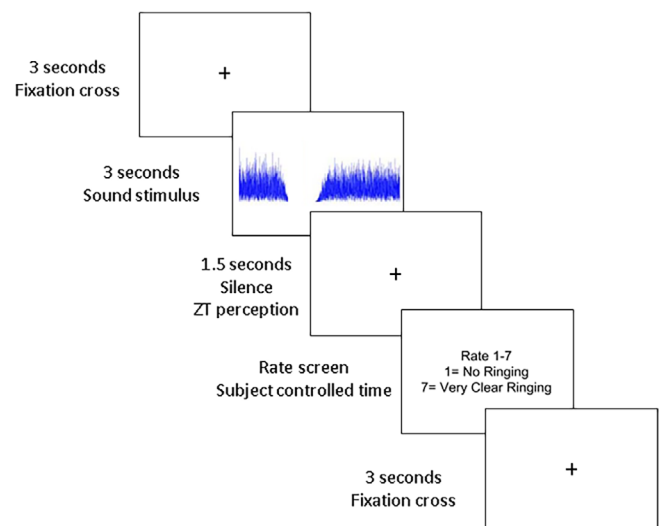 3 seconds
Fixation cross
3 seconds
Sound stimulus
1.5 seconds
Silence
ZT perception
Rate screen
Subject controlled time
Rate 1-7
1= No Ringing
7= Very Clear Ringing
3 seconds
Fixation cross